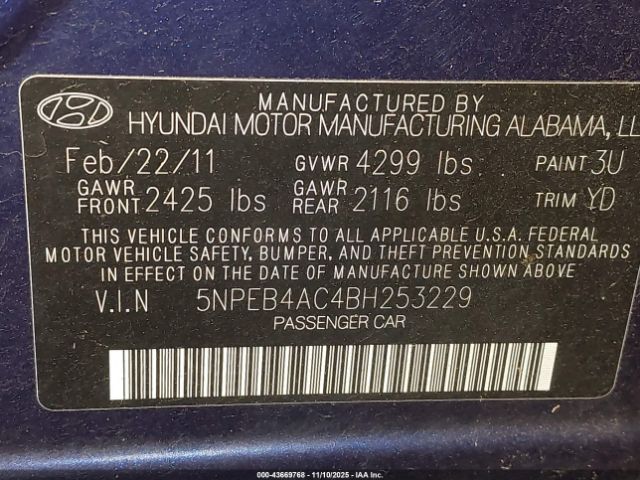 MANUFACTURED BY
HYUNDAI MOTOR MANUFACTURING ALABAMA, LL
Feb/22/11 GVWR 4299 lbs PAINT 3U
GAWR FRONT 2425 lbs GAWR REAR 2116 lbs TRIM YD
THIS VEHICLE CONFORMS TO ALL APPLICABLE U.S.A. FEDERAL
MOTOR VEHICLE SAFETY, BUMPER, AND THEFT PREVENTION STANDARDS
IN EFFECT ON THE DATE OF MANUFACTURE SHOWN ABOVE.
V.I.N 5NPEB4AC4BH253229
PASSENGER CAR
000-43669768 - 11/10/2025 - IAA Inc.